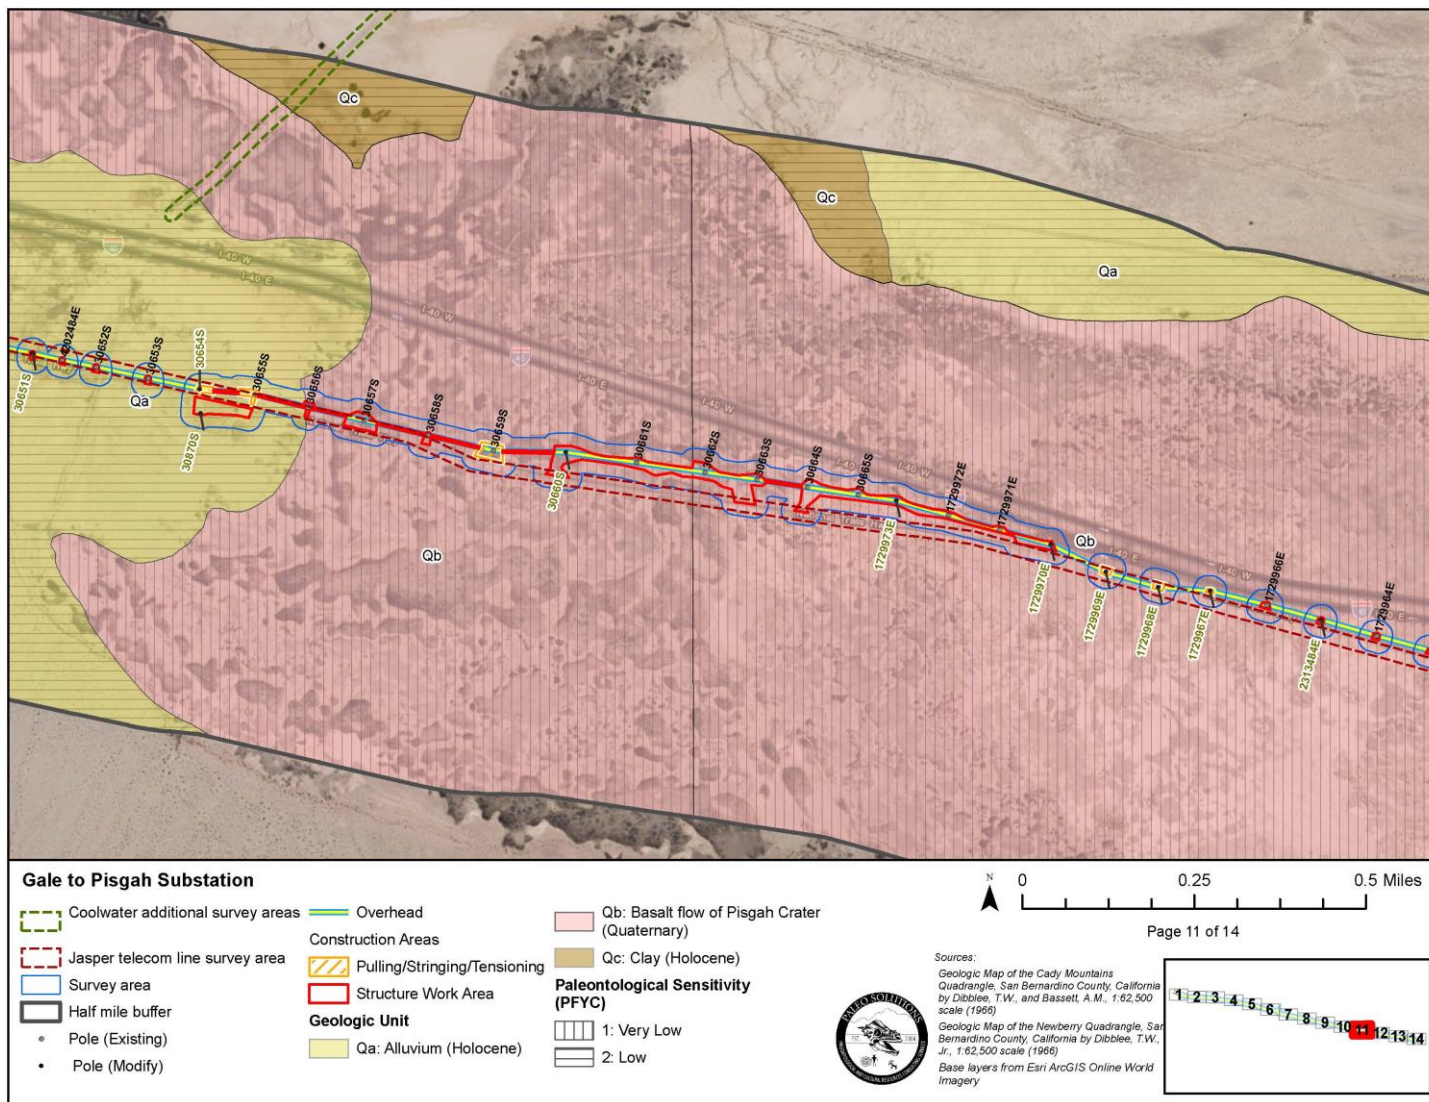 Qc
Qc
Qa
I-40 W
I-40 E
I-40 W
I-40 E
I-40 W
I-40 E
I-40 W
I-40 E
I-40 W
I-40 E
30651S
4202484E
30652S
30653S
30654S
30655S
30656S
30657S
30658S
30659S
30661S
30662S
30663S
30664S
30665S
1729972E
1729971E
Qa
30870S
30660S
1729973E
1729970E
Qb
Qb
1729969E
1729968E
1729967E
1729966E
2313484E
1729964E
Gale to Pisgah Substation
Coolwater additional survey areas
Jasper telecom line survey area
Survey area
Half mile buffer
Pole (Existing)
Pole (Modify)
Overhead
Construction Areas
Pulling/Stringing/Tensioning
Structure Work Area
Geologic Unit
Qa: Alluvium (Holocene)
Qb: Basalt flow of Pisgah Crater
(Quaternary)
Qc: Clay (Holocene)
Paleontological Sensitivity
(PFYC)
1: Very Low
2: Low
N
0 0.25 0.5 Miles
Page 11 of 14
PALEO SOLUTIONS
Sources:
Geologic Map of the Cady Mountains
Quadrangle, San Bernardino County, California
by Dibblee, T.W., and Bassett, A.M., 1:62,500
scale (1966)
Geologic Map of the Newberry Quadrangle, San
Bernardino County, California by Dibblee, T.W.,
Jr., 1:62,500 scale (1966)
Base layers from Esri ArcGIS Online World
Imagery
1 2 3 4 5 6 7 8 9 10 11 12 13 14